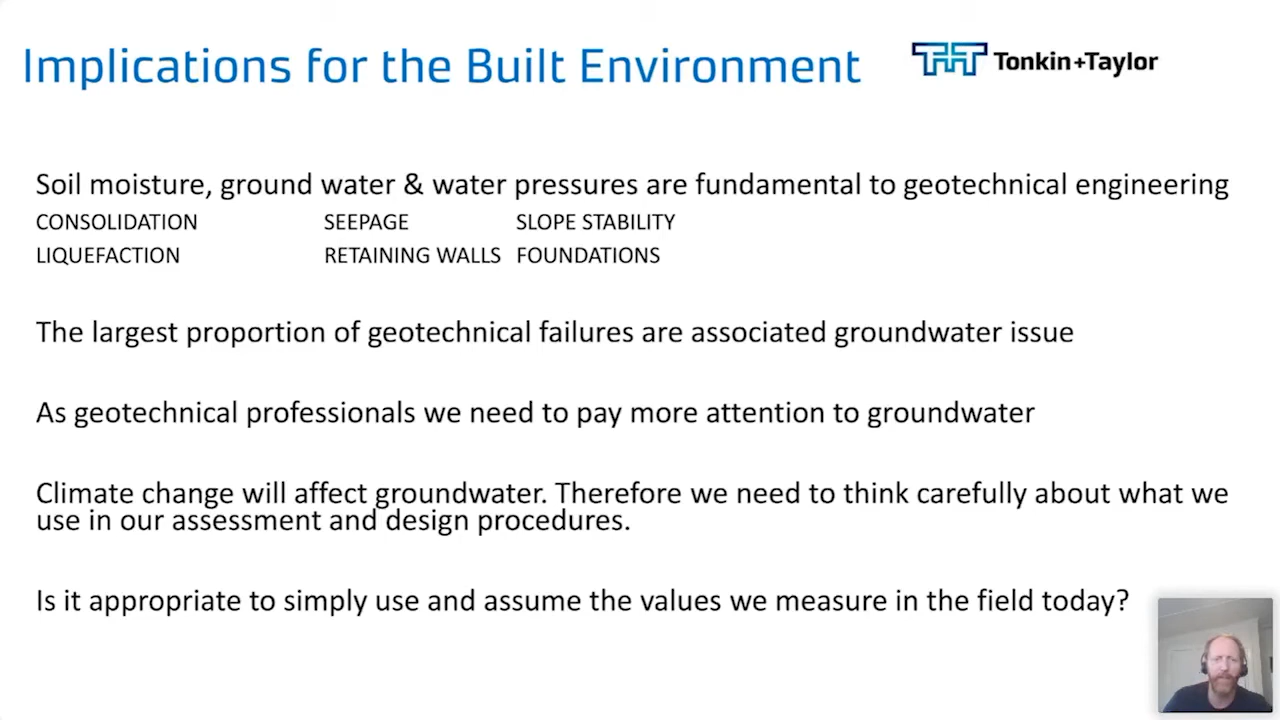 Implications for the Built Environment
Tonkin+Taylor
Soil moisture, ground water & water pressures are fundamental to geotechnical engineering
CONSOLIDATION SEEPAGE SLOPE STABILITY
LIQUEFACTION RETAINING WALLS FOUNDATIONS
The largest proportion of geotechnical failures are associated groundwater issue
As geotechnical professionals we need to pay more attention to groundwater
Climate change will affect groundwater. Therefore we need to think carefully about what we
use in our assessment and design procedures.
Is it appropriate to simply use and assume the values we measure in the field today?